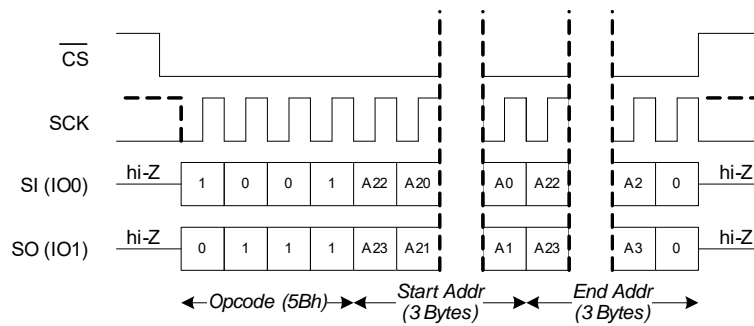 CS
SCK
hi-Z hi-Z
SI (IO0) 1 0 0 1 A22 A20 A0 A22 A2 0
hi-Z hi-Z
SO (IO1) 0 1 1 1 A23 A21 A1 A23 A3 0
Opcode (5Bh) Start Addr (3 Bytes) End Addr (3 Bytes)